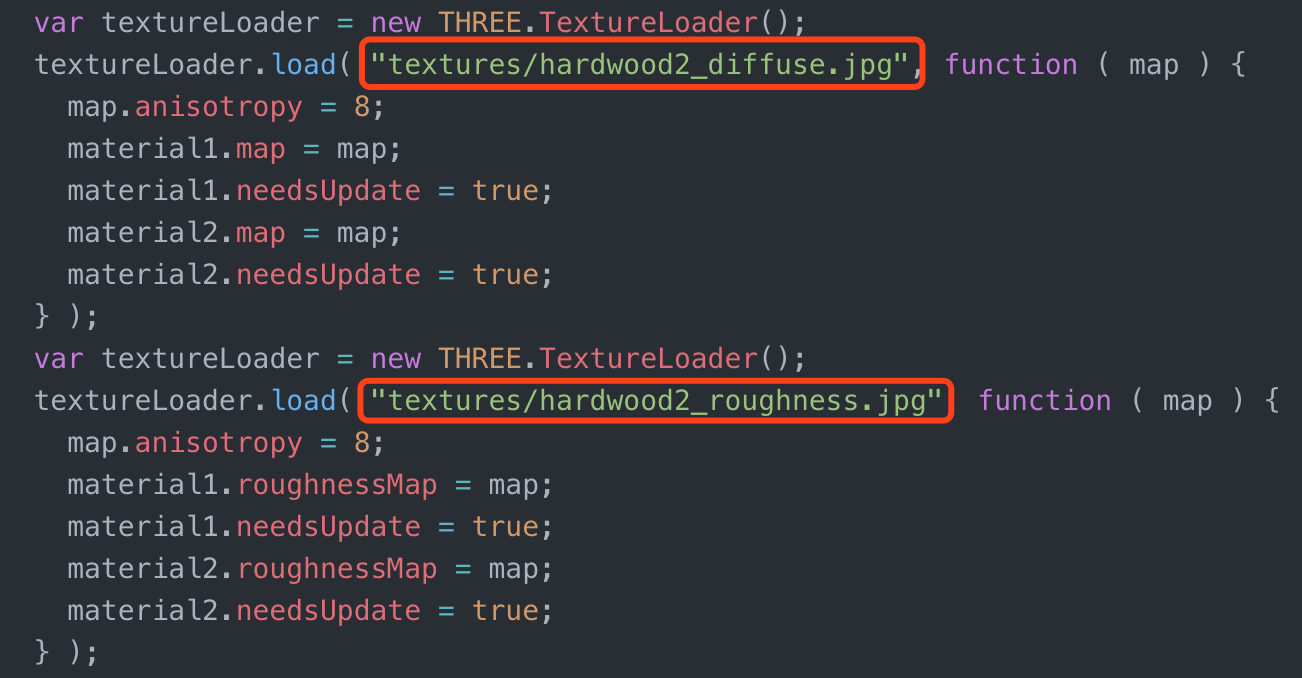 var textureLoader = new THREE.TextureLoader();
textureLoader.load( "textures/hardwood2_diffuse.jpg", function ( map ) {
  map.anisotropy = 8;
  material1.map = map;
  material1.needsUpdate = true;
  material2.map = map;
  material2.needsUpdate = true;
} );
var textureLoader = new THREE.TextureLoader();
textureLoader.load( "textures/hardwood2_roughness.jpg" function ( map ) {
  map.anisotropy = 8;
  material1.roughnessMap = map;
  material1.needsUpdate = true;
  material2.roughnessMap = map;
  material2.needsUpdate = true;
} );